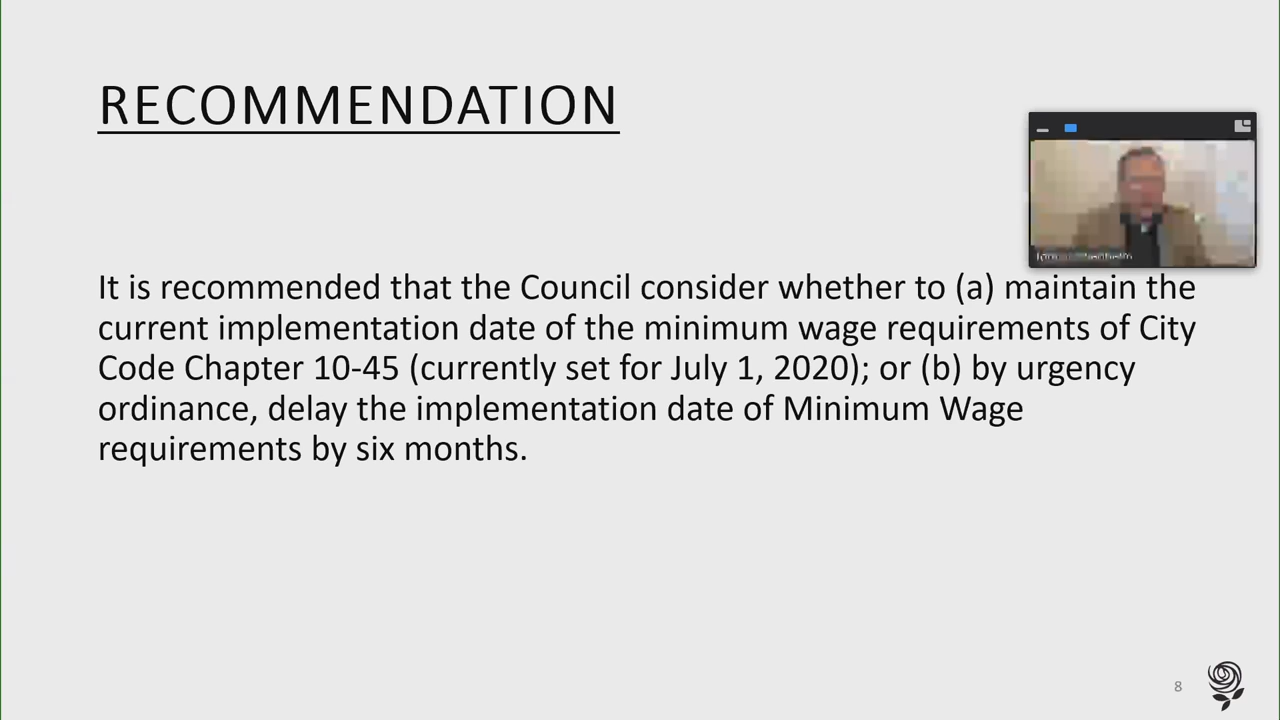 RECOMMENDATION
It is recommended that the Council consider whether to (a) maintain the
current implementation date of the minimum wage requirements of City
Code Chapter 10-45 (currently set for July 1, 2020); or (b) by urgency
ordinance, delay the implementation date of Minimum Wage
requirements by six months.
8